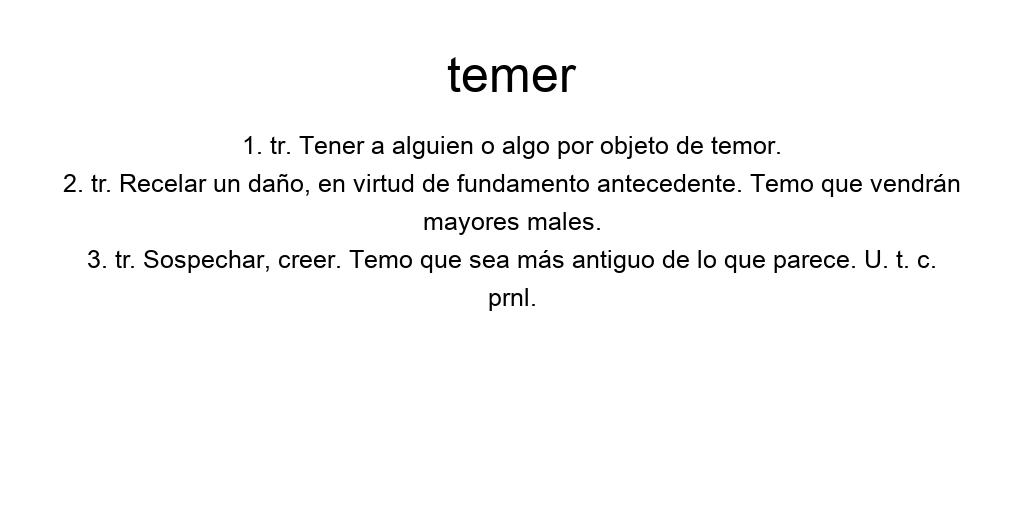 temer
1. tr. Tener a alguien o algo por objeto de temor.
2. tr. Recelar un daño, en virtud de fundamento antecedente. Temo que vendrán
mayores males.
3. tr. Sospechar, creer. Temo que sea más antiguo de lo que parece. U. t. c.
prnl.